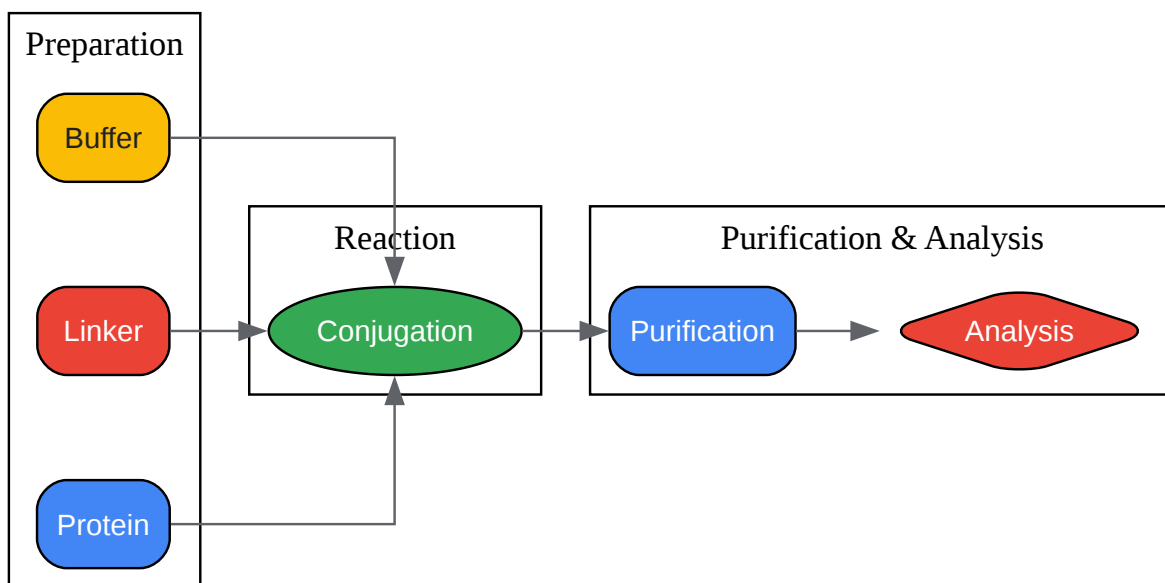 Preparation
Buffer
Reaction
Purification & Analysis
Linker
Conjugation
Purification
Analysis
Protein